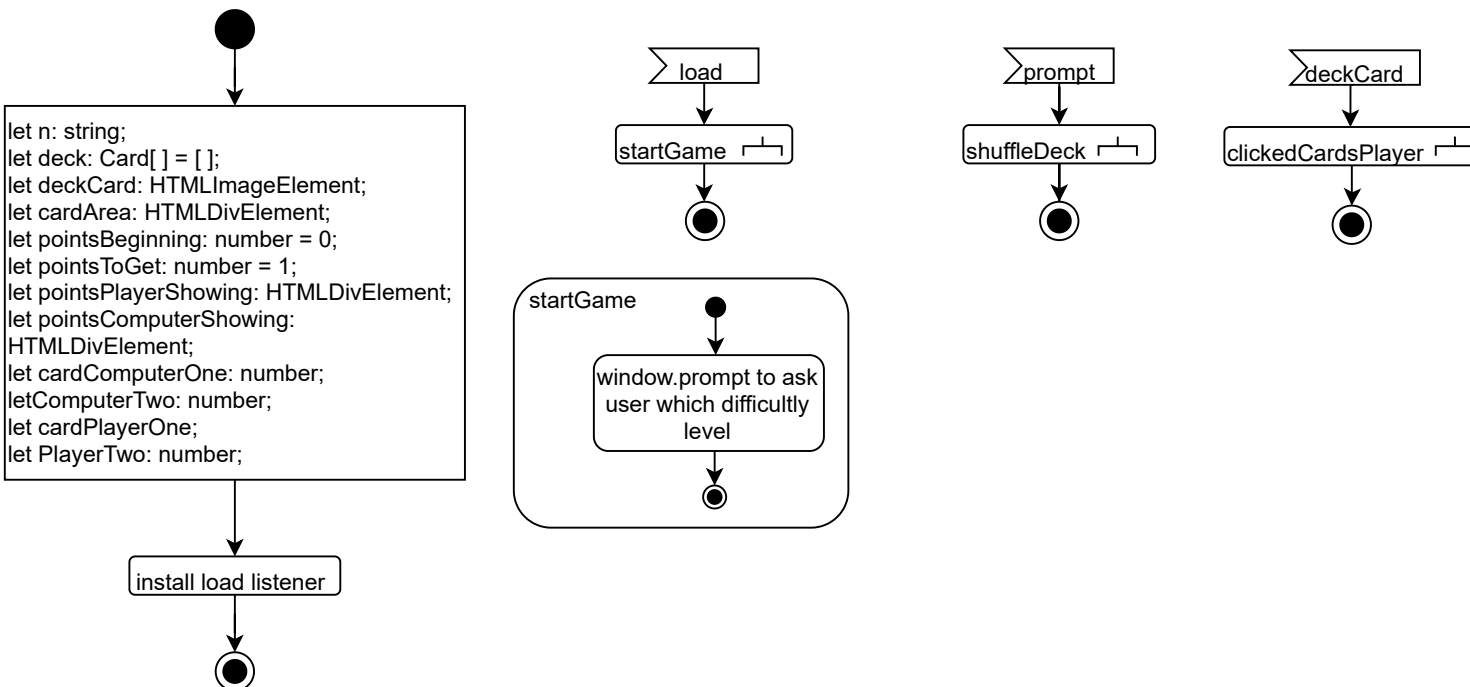 let n: string;
let deck: Card[ ] = [ ];
let deckCard: HTMLImageElement;
let cardArea: HTMLDivElement;
let pointsBeginning: number = 0;
let pointsToGet: number = 1;
let pointsPlayerShowing: HTMLDivElement;
let pointsComputerShowing:
HTMLDivElement;
let cardComputerOne: number;
letComputerTwo: number;
let cardPlayerOne;
let PlayerTwo: number;
install load listener
load
startGame
prompt
shuffleDeck
deckCard
clickedCardsPlayer
startGame
window.prompt to ask
user which difficultly
level